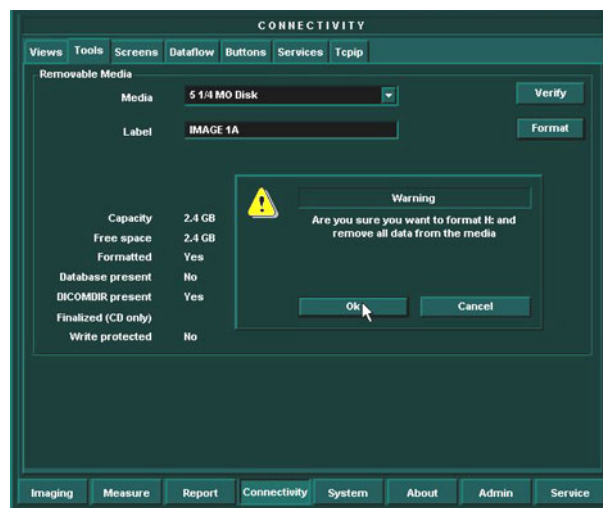 CONNECTIVITY
Views Tools Screens Dataflow Buttons Services Tcpip
Removable Media
Media 5 1/4 MO Disk Verify
Label IMAGE 1A Format
Warning
Are you sure you want to format H: and
remove all data from the media
Ok Cancel
Capacity 2.4 GB
Free space 2.4 GB
Formatted Yes
Database present No
DICOMDIR present Yes
Finalized (CD only)
Write protected No
Imaging Measure Report Connectivity System About Admin Service